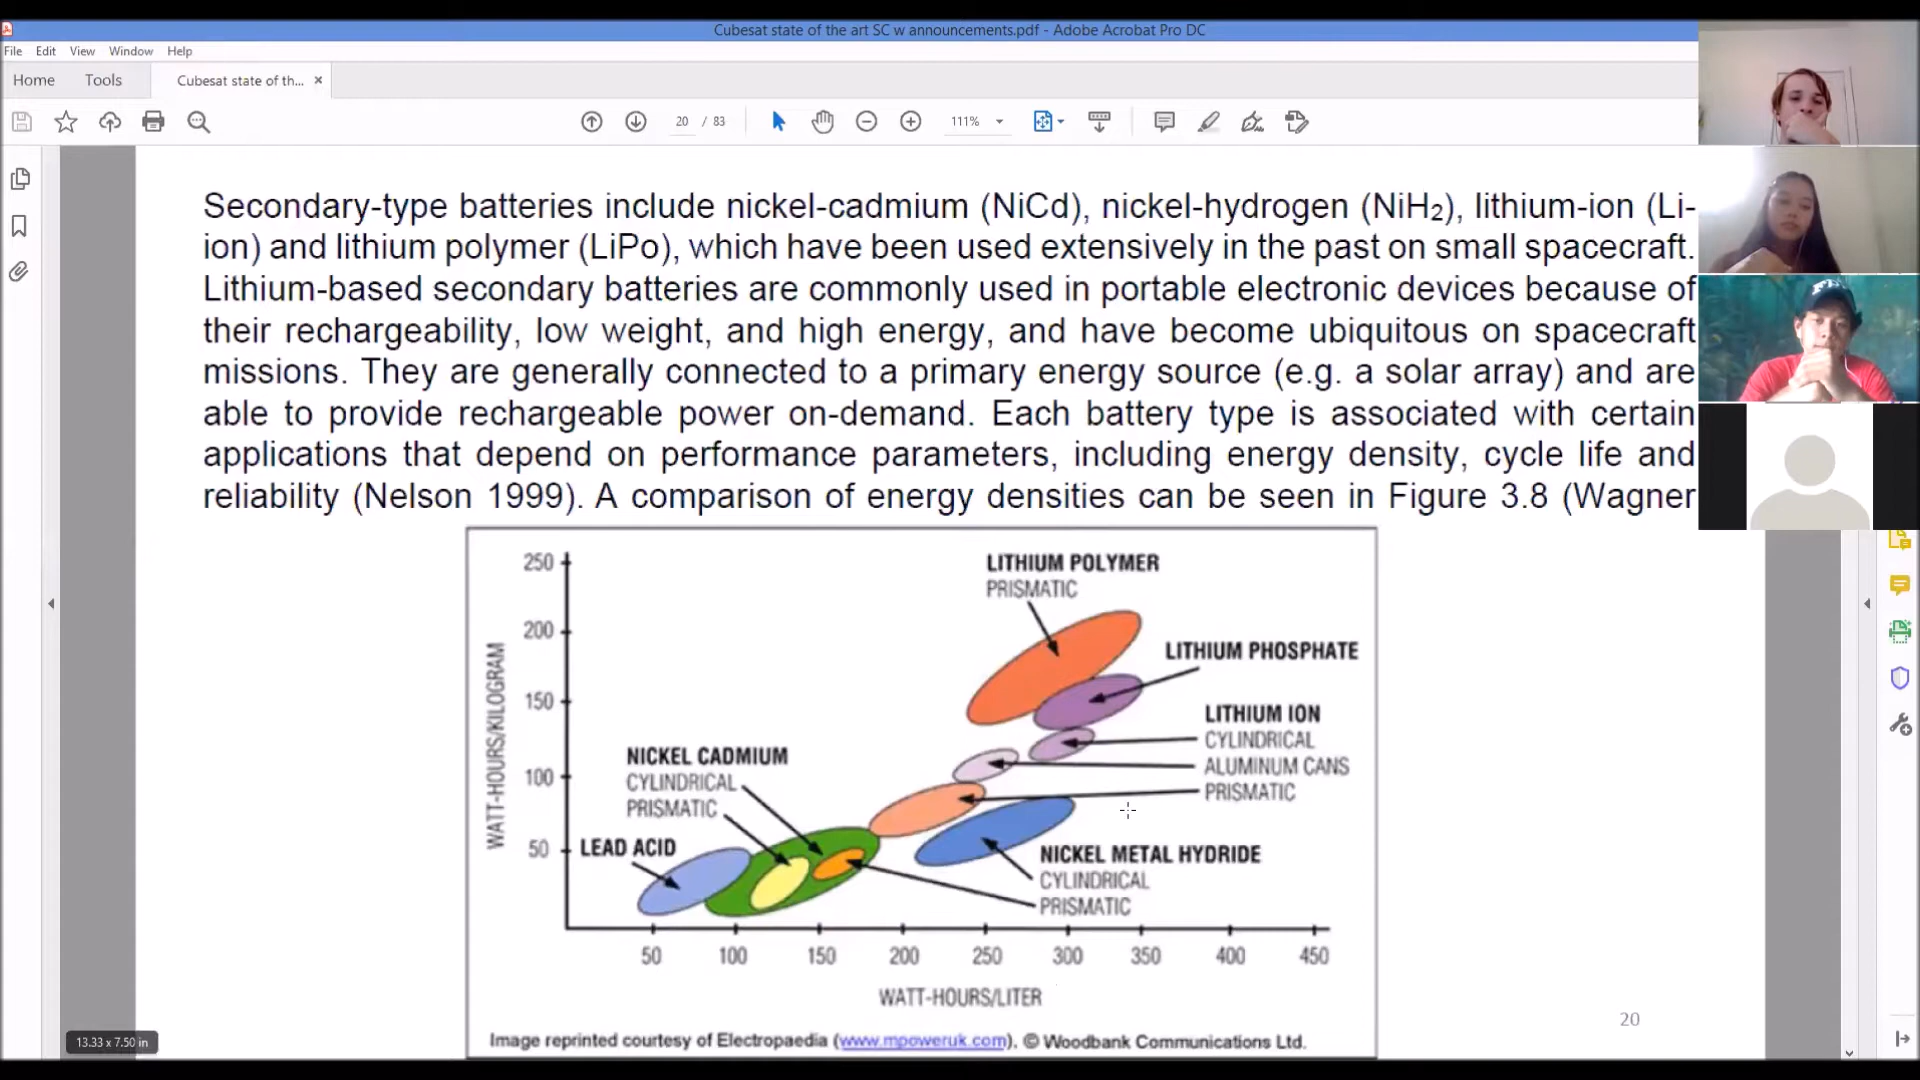 Cubesat state of the art SC w announcements.pdf - Adobe Acrobat Pro DC
File Edit View Window Help
Home Tools Cubesat state of th... ×
20 / 83 111%
Secondary-type batteries include nickel-cadmium (NiCd), nickel-hydrogen (NiH₂), lithium-ion (Li-
ion) and lithium polymer (LiPo), which have been used extensively in the past on small spacecraft.
Lithium-based secondary batteries are commonly used in portable electronic devices because of
their rechargeability, low weight, and high energy, and have become ubiquitous on spacecraft
missions. They are generally connected to a primary energy source (e.g. a solar array) and are
able to provide rechargeable power on-demand. Each battery type is associated with certain
applications that depend on performance parameters, including energy density, cycle life and
reliability (Nelson 1999). A comparison of energy densities can be seen in Figure 3.8 (Wagner
WATT-HOURS/KILOGRAM
250
200
150
100
50
LITHIUM POLYMER
PRISMATIC
LITHIUM PHOSPHATE
LITHIUM ION
CYLINDRICAL
ALUMINUM CANS
PRISMATIC
NICKEL CADMIUM
CYLINDRICAL
PRISMATIC
LEAD ACID
NICKEL METAL HYDRIDE
CYLINDRICAL
PRISMATIC
50 100 150 200 250 300 350 400 450
WATT-HOURS/LITER
Image reprinted courtesy of Electropaedia (www.mpoweruk.com). © Woodbank Communications Ltd.
20
13.33 x 7.50 in